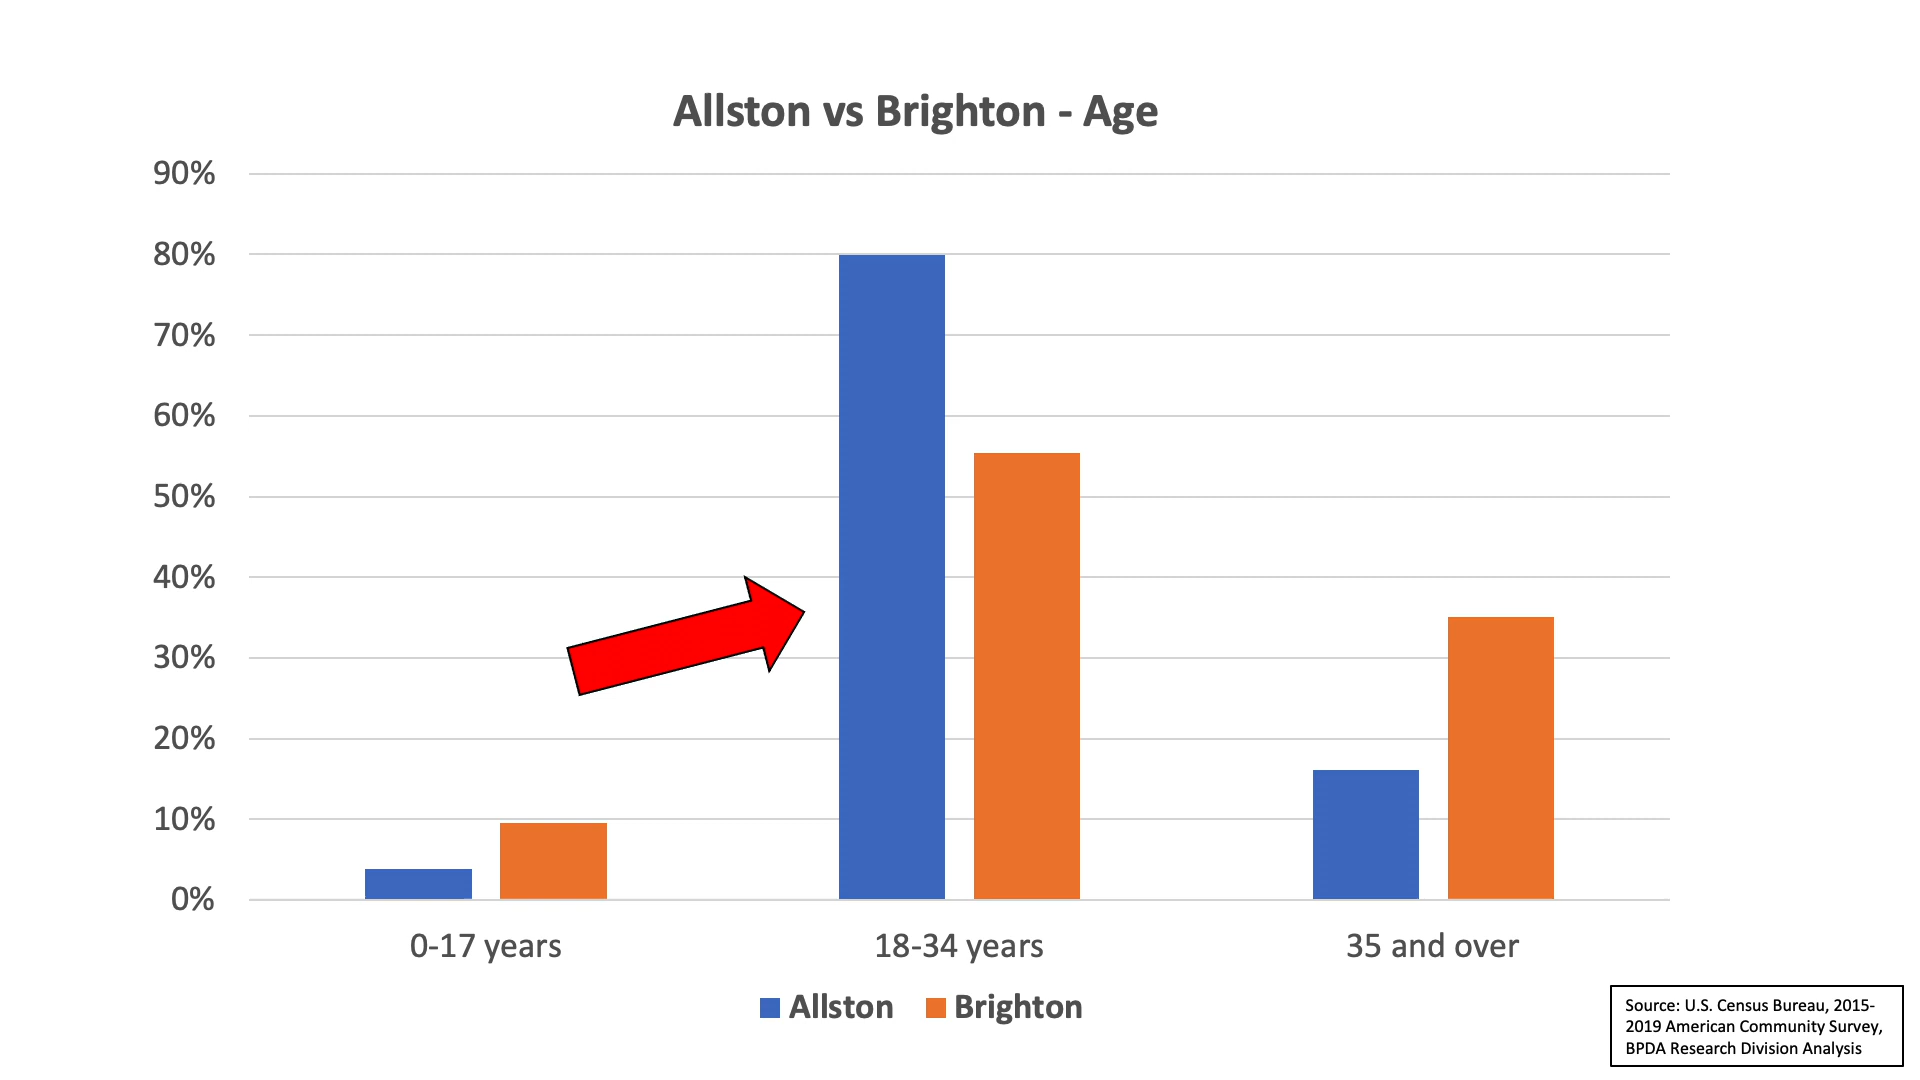 Allston vs Brighton - Age
90%
80%
70%
60%
50%
40%
30%
20%
10%
0%
0-17 years
18-34 years
35 and over
Allston
Brighton
Source: U.S. Census Bureau, 2015-
2019 American Community Survey,
BPDA Research Division Analysis